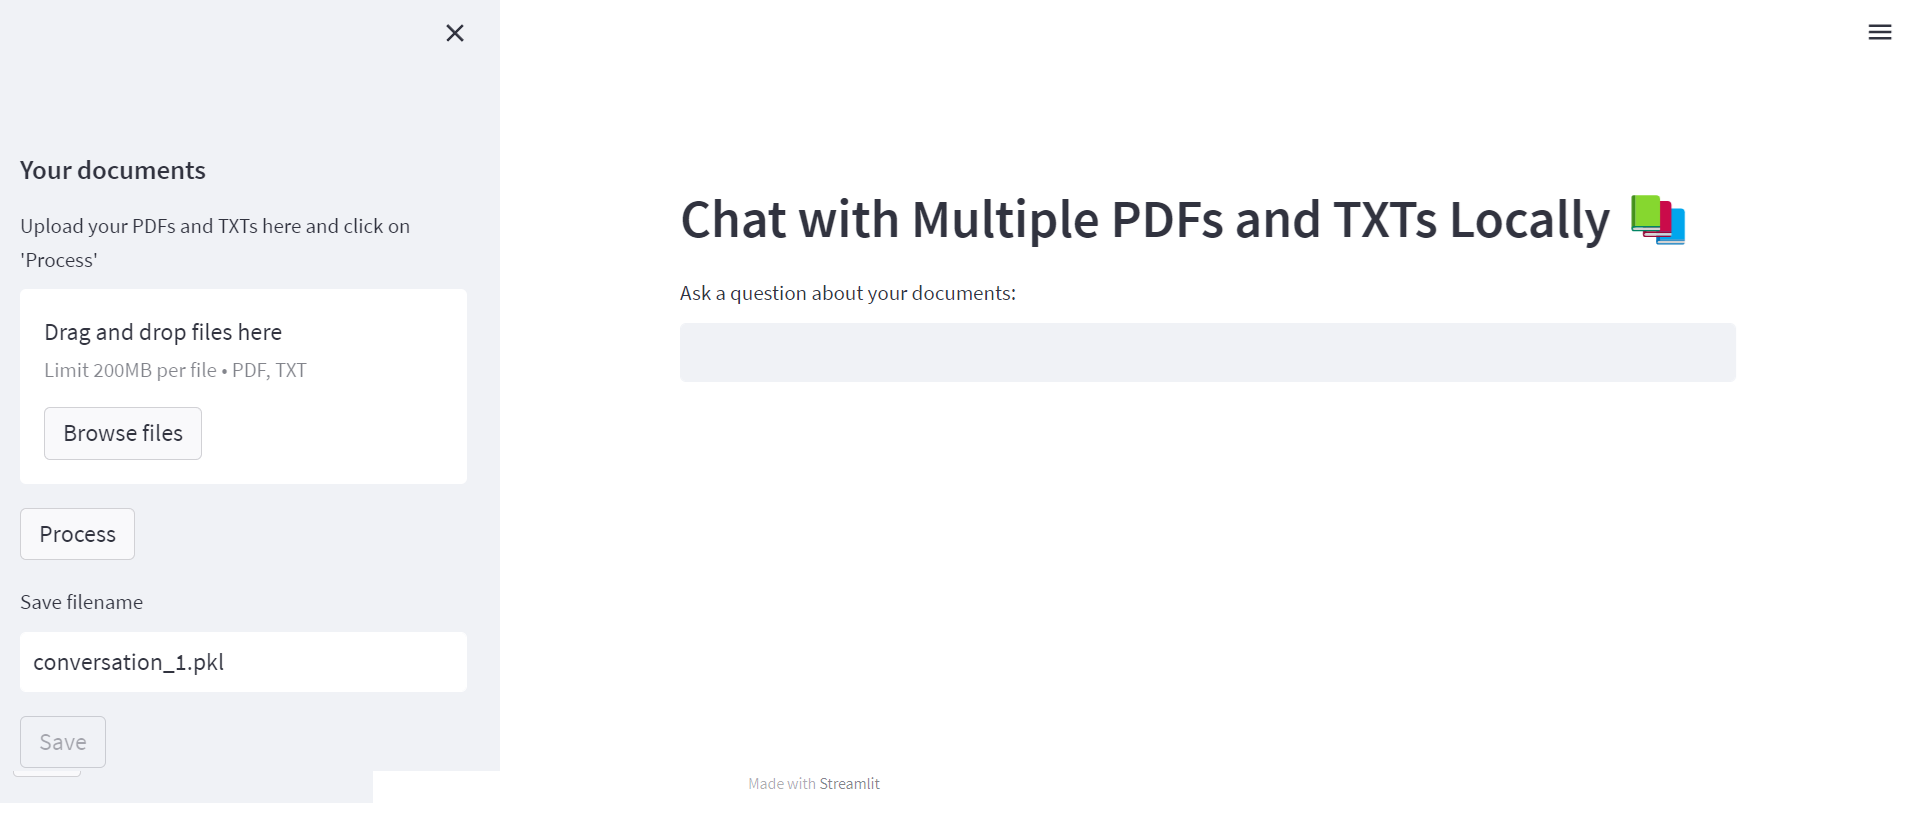 Your documents
Upload your PDFs and TXTs here and click on
'Process'
Drag and drop files here
Limit 200MB per file • PDF, TXT
Browse files
Process
Save filename
conversation_1.pkl
Save
Chat with Multiple PDFs and TXTs Locally
Ask a question about your documents:
Made with Streamlit